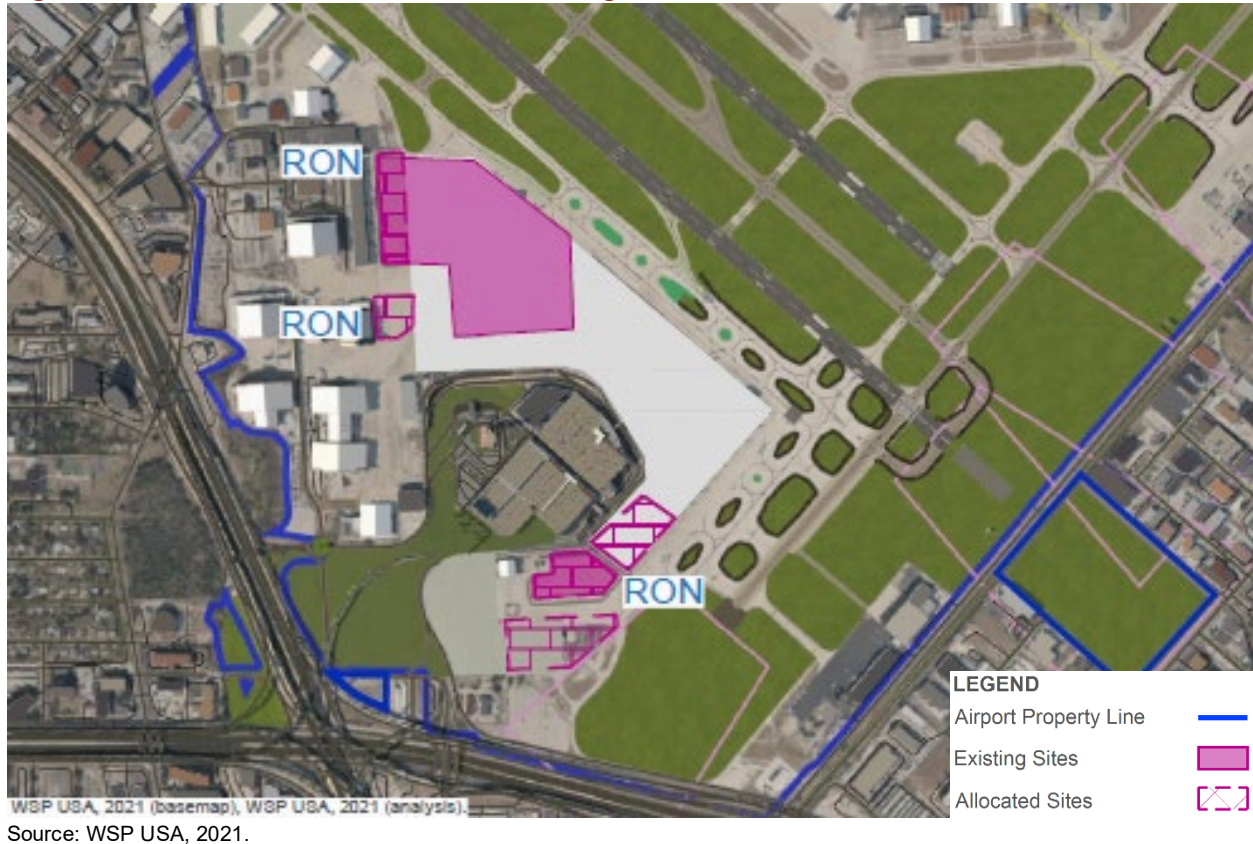 RON
RON
RON
LEGEND
Airport Property Line
Existing Sites
Allocated Sites
WSP USA, 2021 (basemap), WSP USA, 2021 (analysis).
Source: WSP USA, 2021.